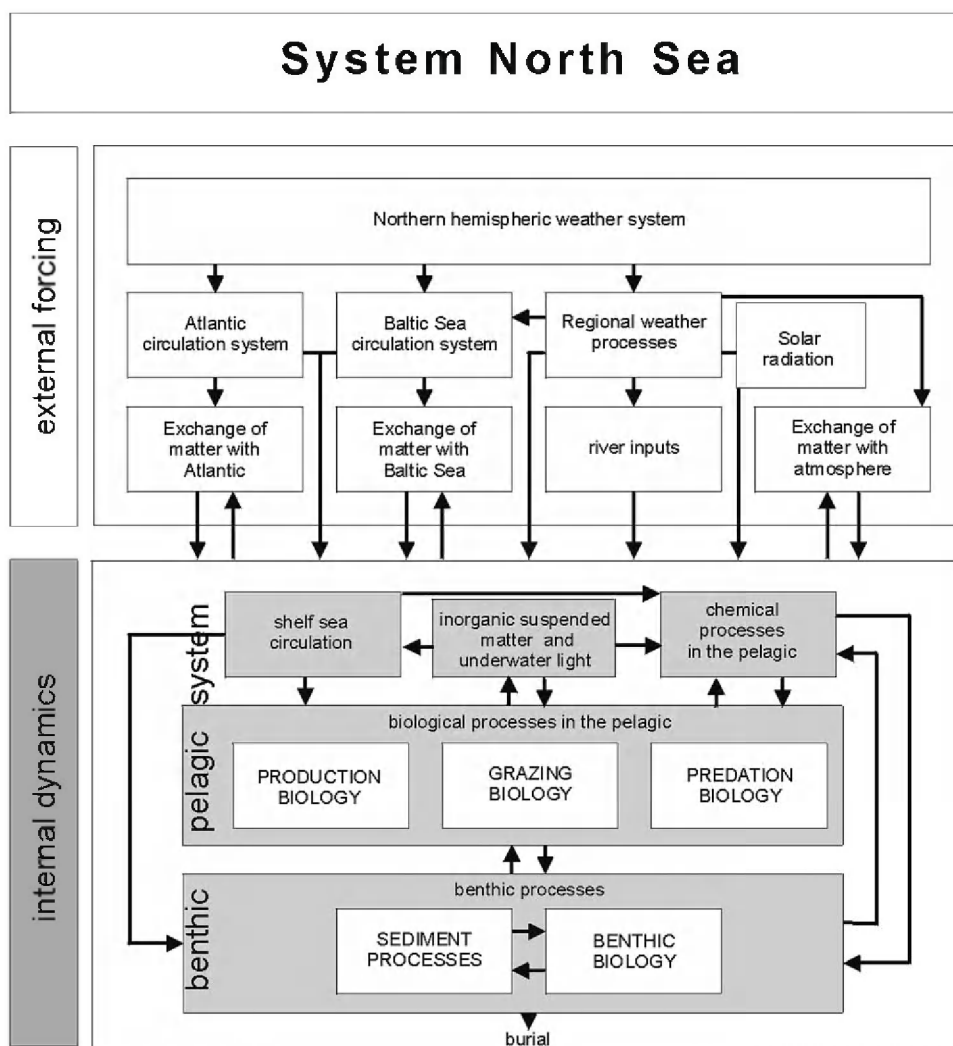 System North Sea
external forcing
Northern hemispheric weather system
Atlantic
circulation system
Baltic Sea
circulation system
Regional weather
processes
Solar
radiation
Exchange of
matter with
Atlantic
Exchange of
matter with
Baltic Sea
river inputs
Exchange of
matter with
atmosphere
internal dynamics
pelagic system
shelf sea
circulation
inorganic suspended
matter and
underwater light
chemical
processes
in the pelagic
biological processes in the pelagic
PRODUCTION
BIOLOGY
GRAZING
BIOLOGY
PREDATION
BIOLOGY
benthic
benthic processes
SEDIMENT
PROCESSES
BENTHIC
BIOLOGY
burial